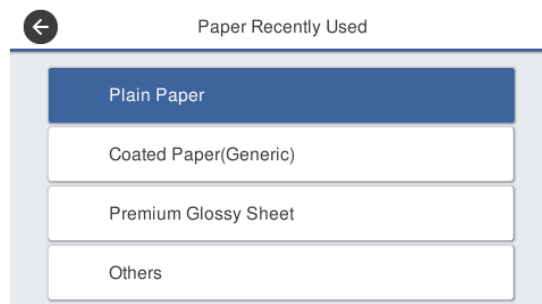 Paper Recently Used
Plain Paper
Coated Paper(Generic)
Premium Glossy Sheet
Others